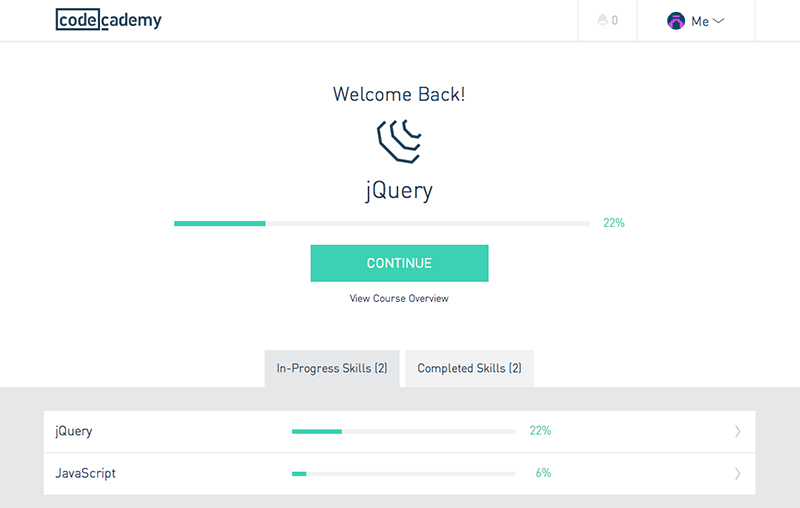 codecademy
0
Me
Welcome Back!
jQuery
22%
CONTINUE
View Course Overview
In-Progress Skills (2)
Completed Skills (2)
jQuery 22%
JavaScript 6%